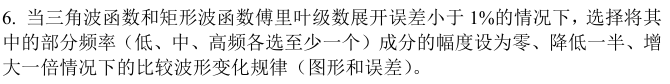 6. 当三角波函数和矩形波函数傅里叶级数展开误差小于 1%的情况下，选择将其
中的部分频率（低、中、高频各选至少一个）成分的幅度设为零、降低一半、增
大一倍情况下的比较波形变化规律（图形和误差）。